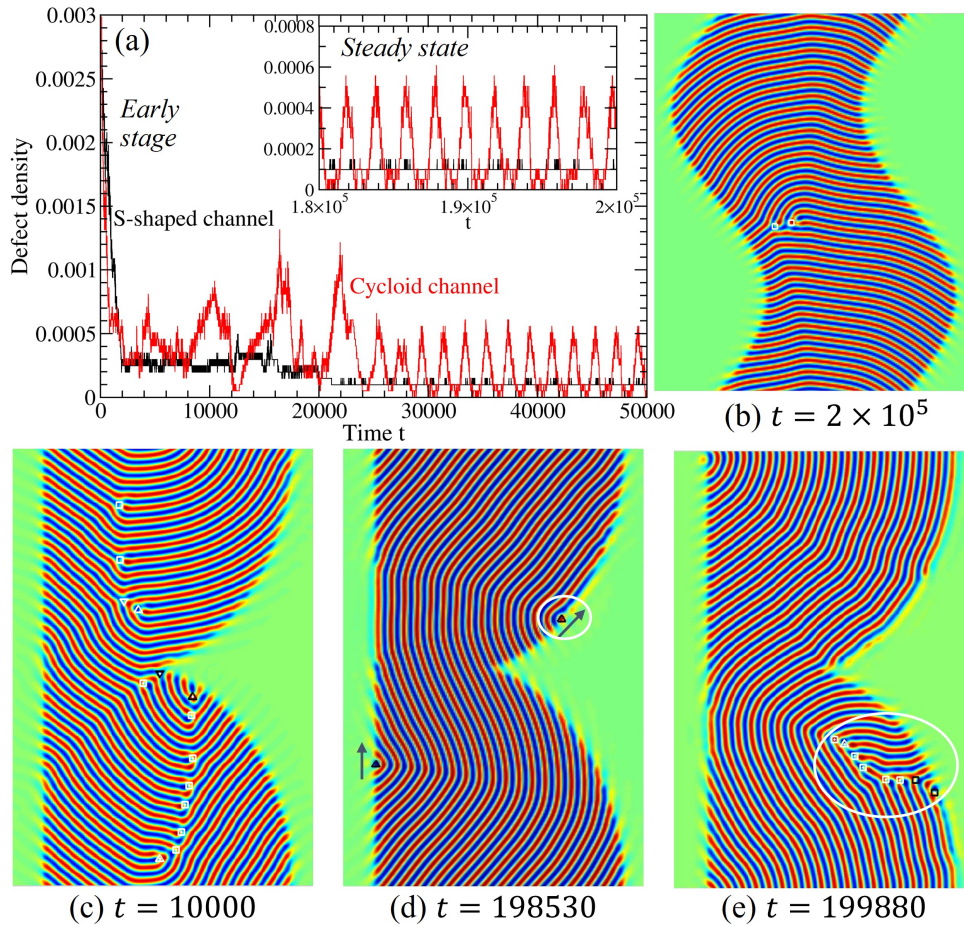 (a)
0.003
0.0025
0.002
0.0015
0.001
0.0005
0
Defect density
Early
stage
S-shaped channel
Cycloid channel
0 10000 20000 30000 40000 50000
Time t
Steady state
0.0006
0.0004
0.0002
0
1.8×10⁵ 1.9×10⁵ 2×10⁵
t
(b) t = 2 × 10⁵
(c) t = 10000
(d) t = 198530
(e) t = 199880